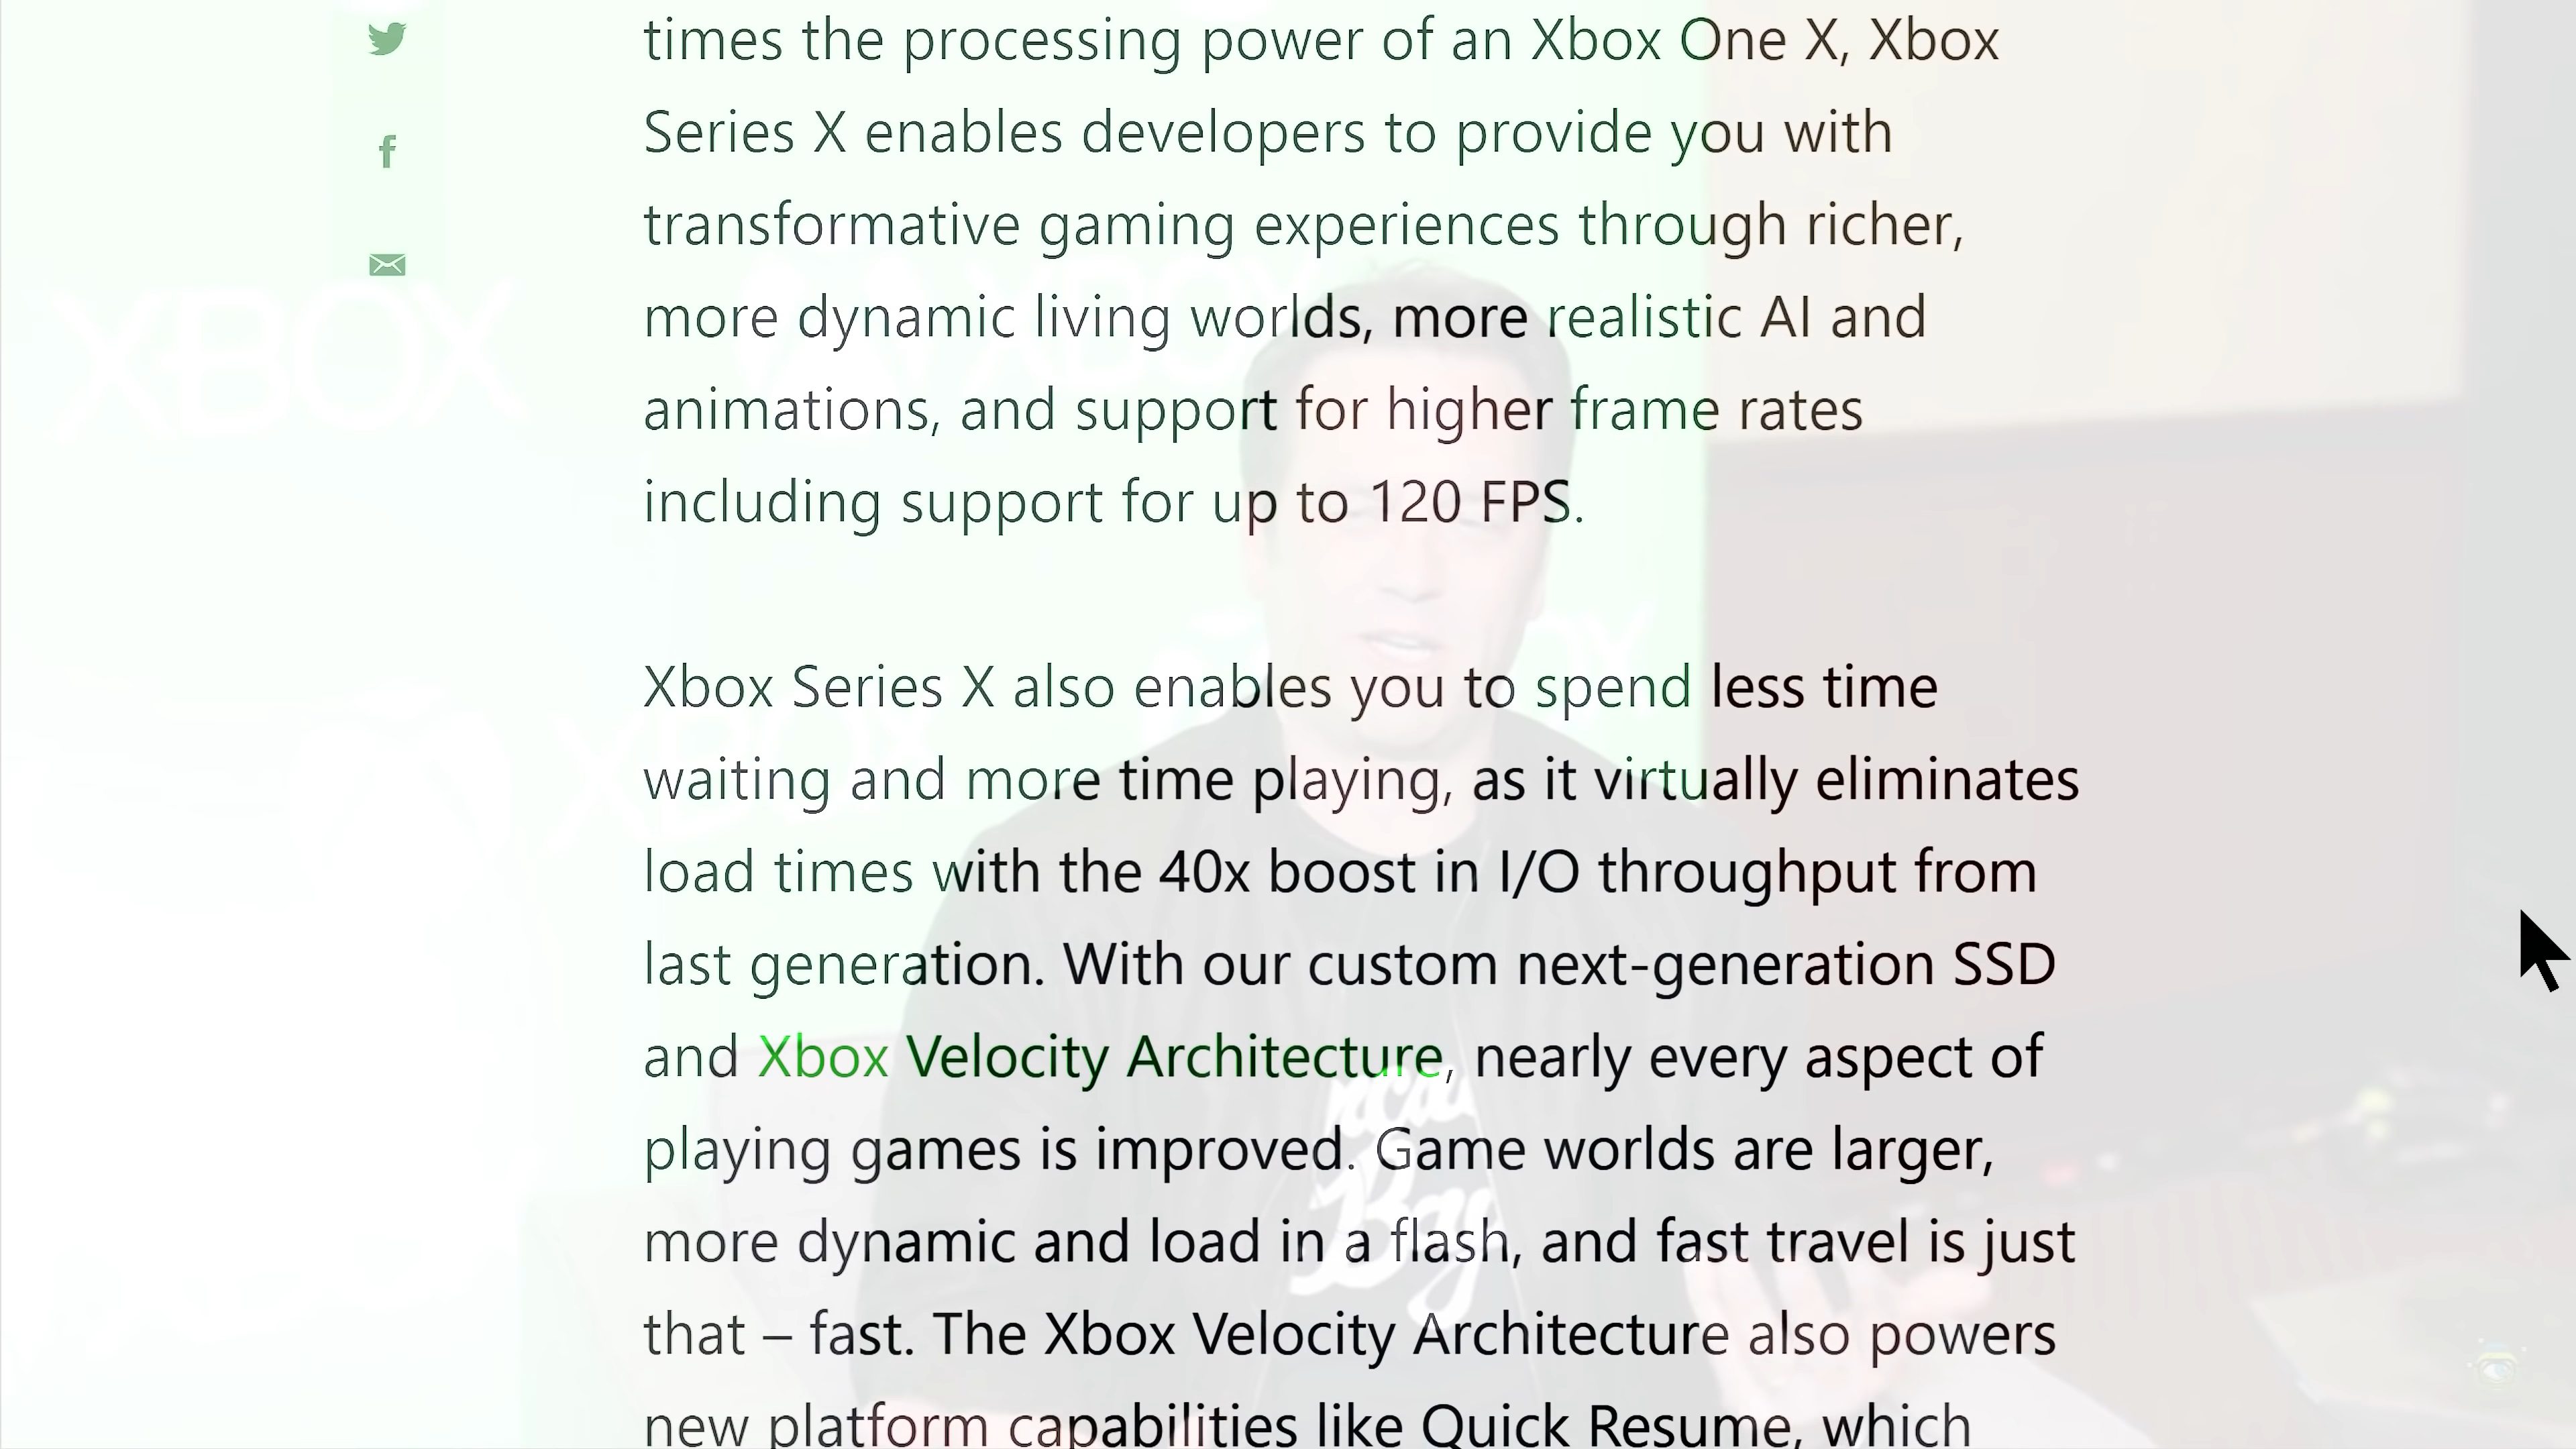 times the processing power of an Xbox One X, Xbox
Series X enables developers to provide you with
transformative gaming experiences through richer,
more dynamic living worlds, more realistic AI and
animations, and support for higher frame rates
including support for up to 120 FPS.
Xbox Series X also enables you to spend less time
waiting and more time playing, as it virtually eliminates
load times with the 40x boost in I/O throughput from
last generation. With our custom next-generation SSD
and Xbox Velocity Architecture, nearly every aspect of
playing games is improved. Game worlds are larger,
more dynamic and load in a flash, and fast travel is just
that – fast. The Xbox Velocity Architecture also powers
new platform capabilities like Quick Resume, which
XBOX
XBOX
XBOX
Boy